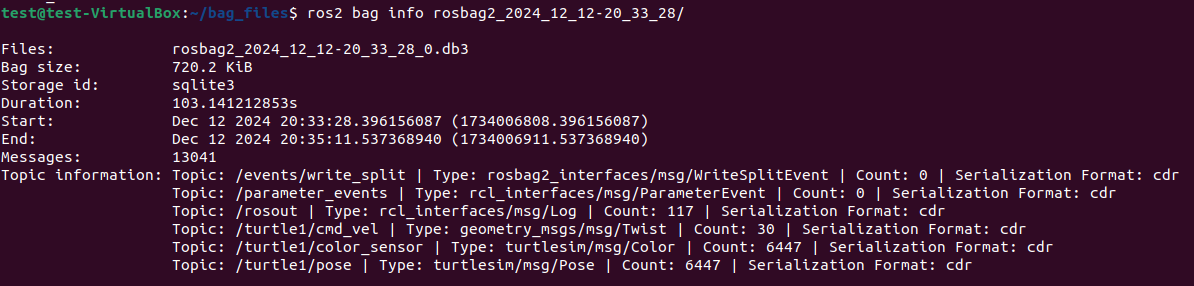 test@test-VirtualBox:~/bag_files$ ros2 bag info rosbag2_2024_12_12-20_33_28/
Files:             rosbag2_2024_12_12-20_33_28_0.db3
Bag size:          720.2 KiB
Storage id:        sqlite3
Duration:          103.141212853s
Start:             Dec 12 2024 20:33:28.396156087 (1734006808.396156087)
End:               Dec 12 2024 20:35:11.537368940 (1734006911.537368940)
Messages:          13041
Topic information: Topic: /events/write_split | Type: rosbag2_interfaces/msg/WriteSplitEvent | Count: 0 | Serialization Format: cdr
                   Topic: /parameter_events | Type: rcl_interfaces/msg/ParameterEvent | Count: 0 | Serialization Format: cdr
                   Topic: /rosout | Type: rcl_interfaces/msg/Log | Count: 117 | Serialization Format: cdr
                   Topic: /turtle1/cmd_vel | Type: geometry_msgs/msg/Twist | Count: 30 | Serialization Format: cdr
                   Topic: /turtle1/color_sensor | Type: turtlesim/msg/Color | Count: 6447 | Serialization Format: cdr
                   Topic: /turtle1/pose | Type: turtlesim/msg/Pose | Count: 6447 | Serialization Format: cdr